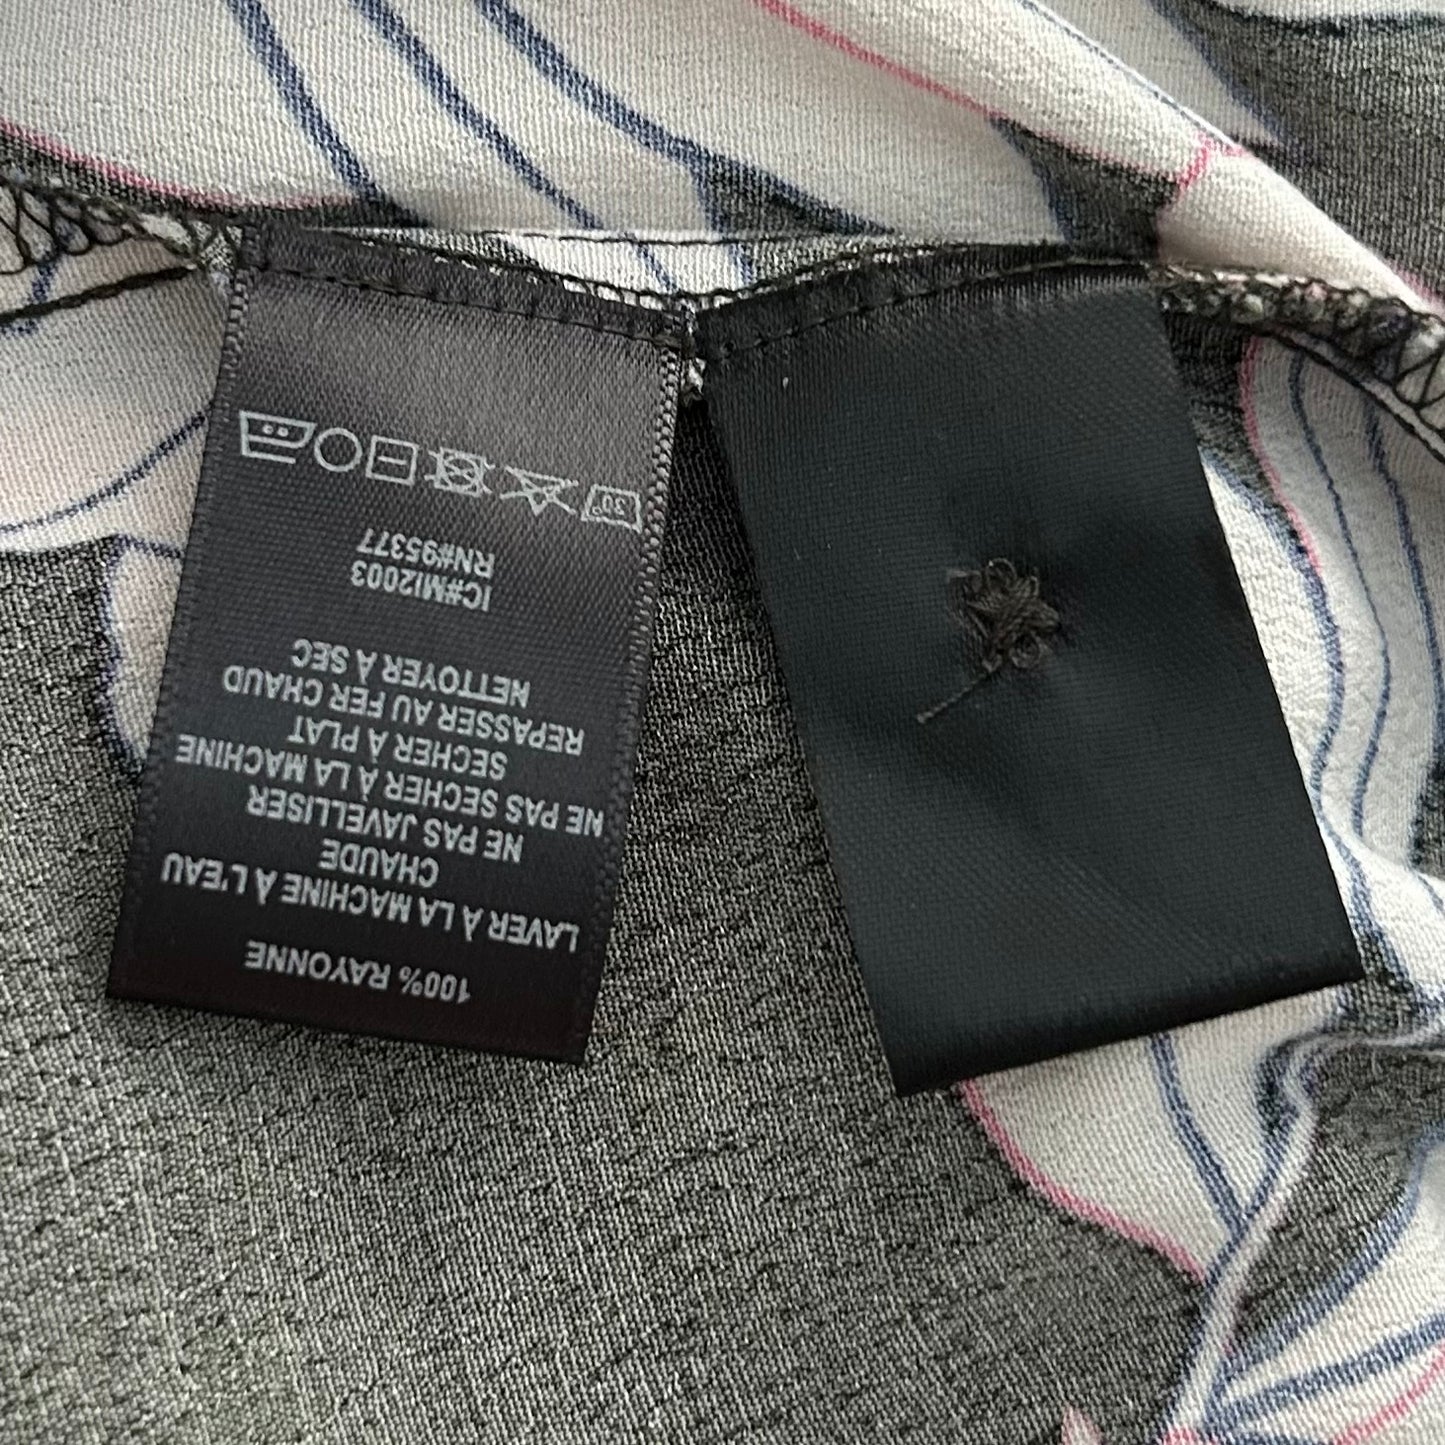 100% RAYONNE
LAVER À LA MACHINE À L'EAU
CHAUDE
NE PAS JAVELLISER
NE PAS SECHER À LA MACHINE
SECHER À PLAT
REPASSER AU FER CHAUD
NETTOYER À SEC
IC#MI2003
RN#95377
30°